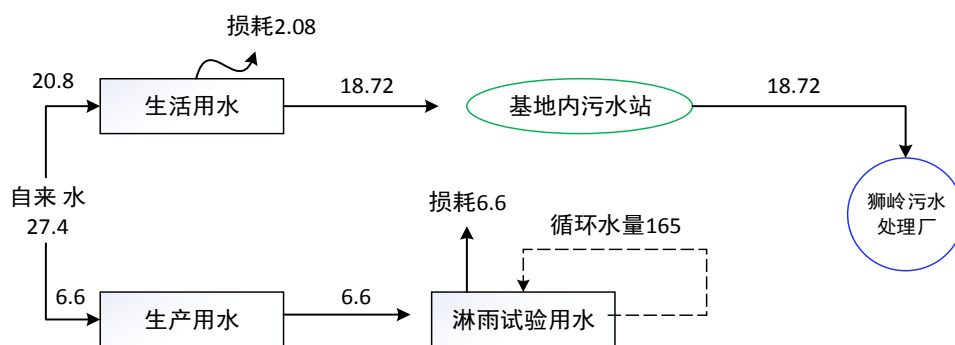 损耗2.08
20.8
生活用水
18.72
基地内污水站
18.72
自来 水
27.4
狮岭污水
处理厂
损耗6.6
循环水量165
6.6
生产用水
6.6
淋雨试验用水